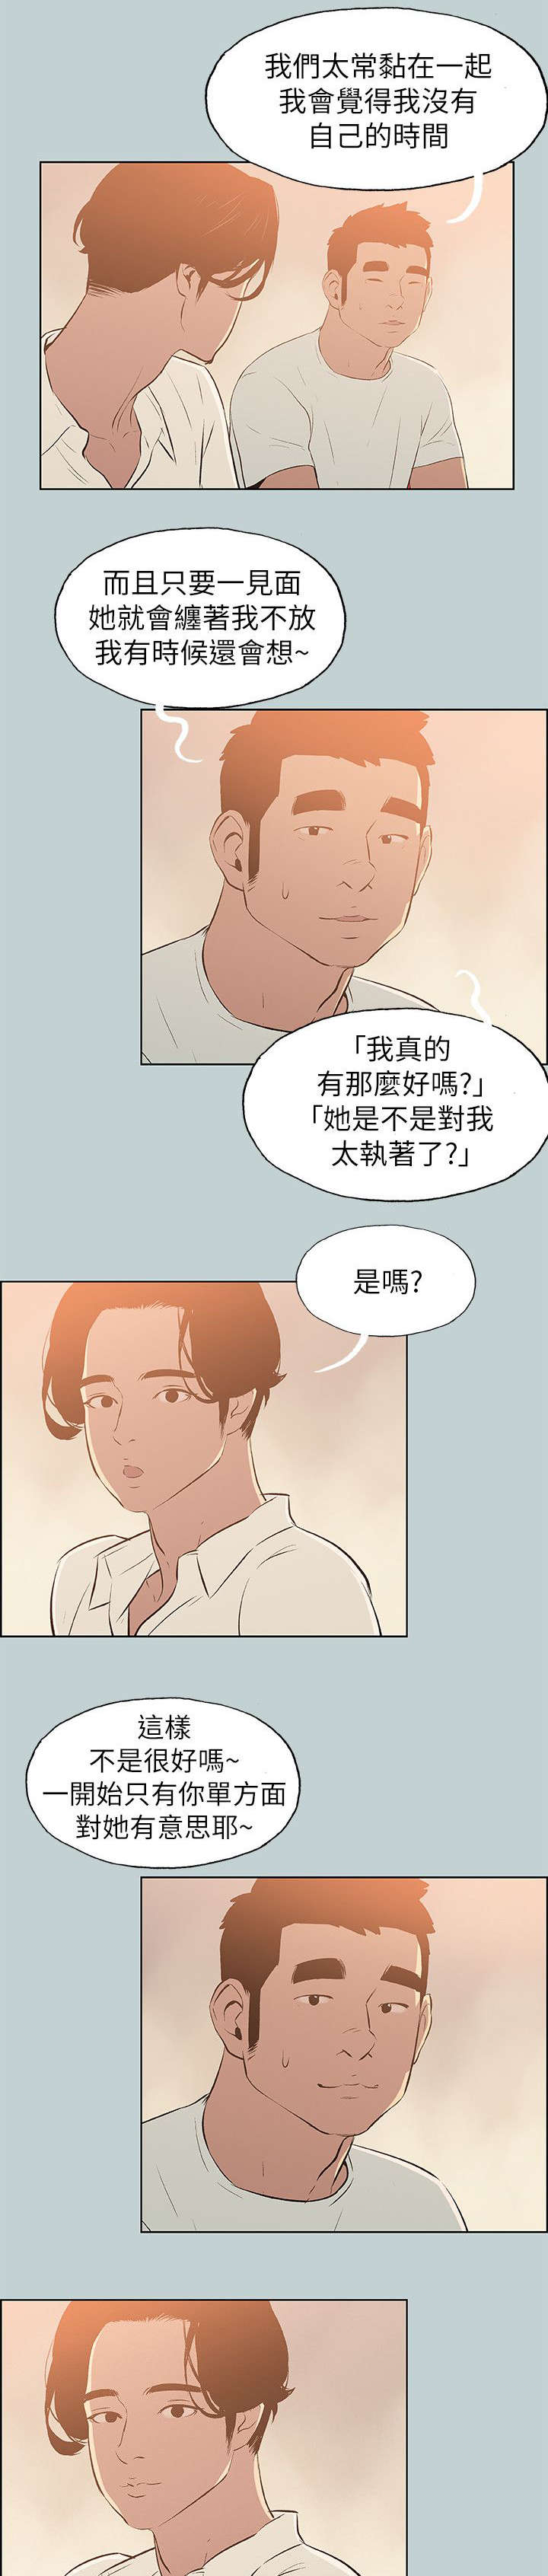 我們太常黏在一起
我會覺得我沒有
自己的時間
而且只要一見面
她就會纏著我不放
我有時候還會想~
「我真的
有那麼好嗎?」
「她是不是對我
太執著了?」
是嗎?
這樣
不是很好嗎~
一開始只有你單方面
對她有意思耶~